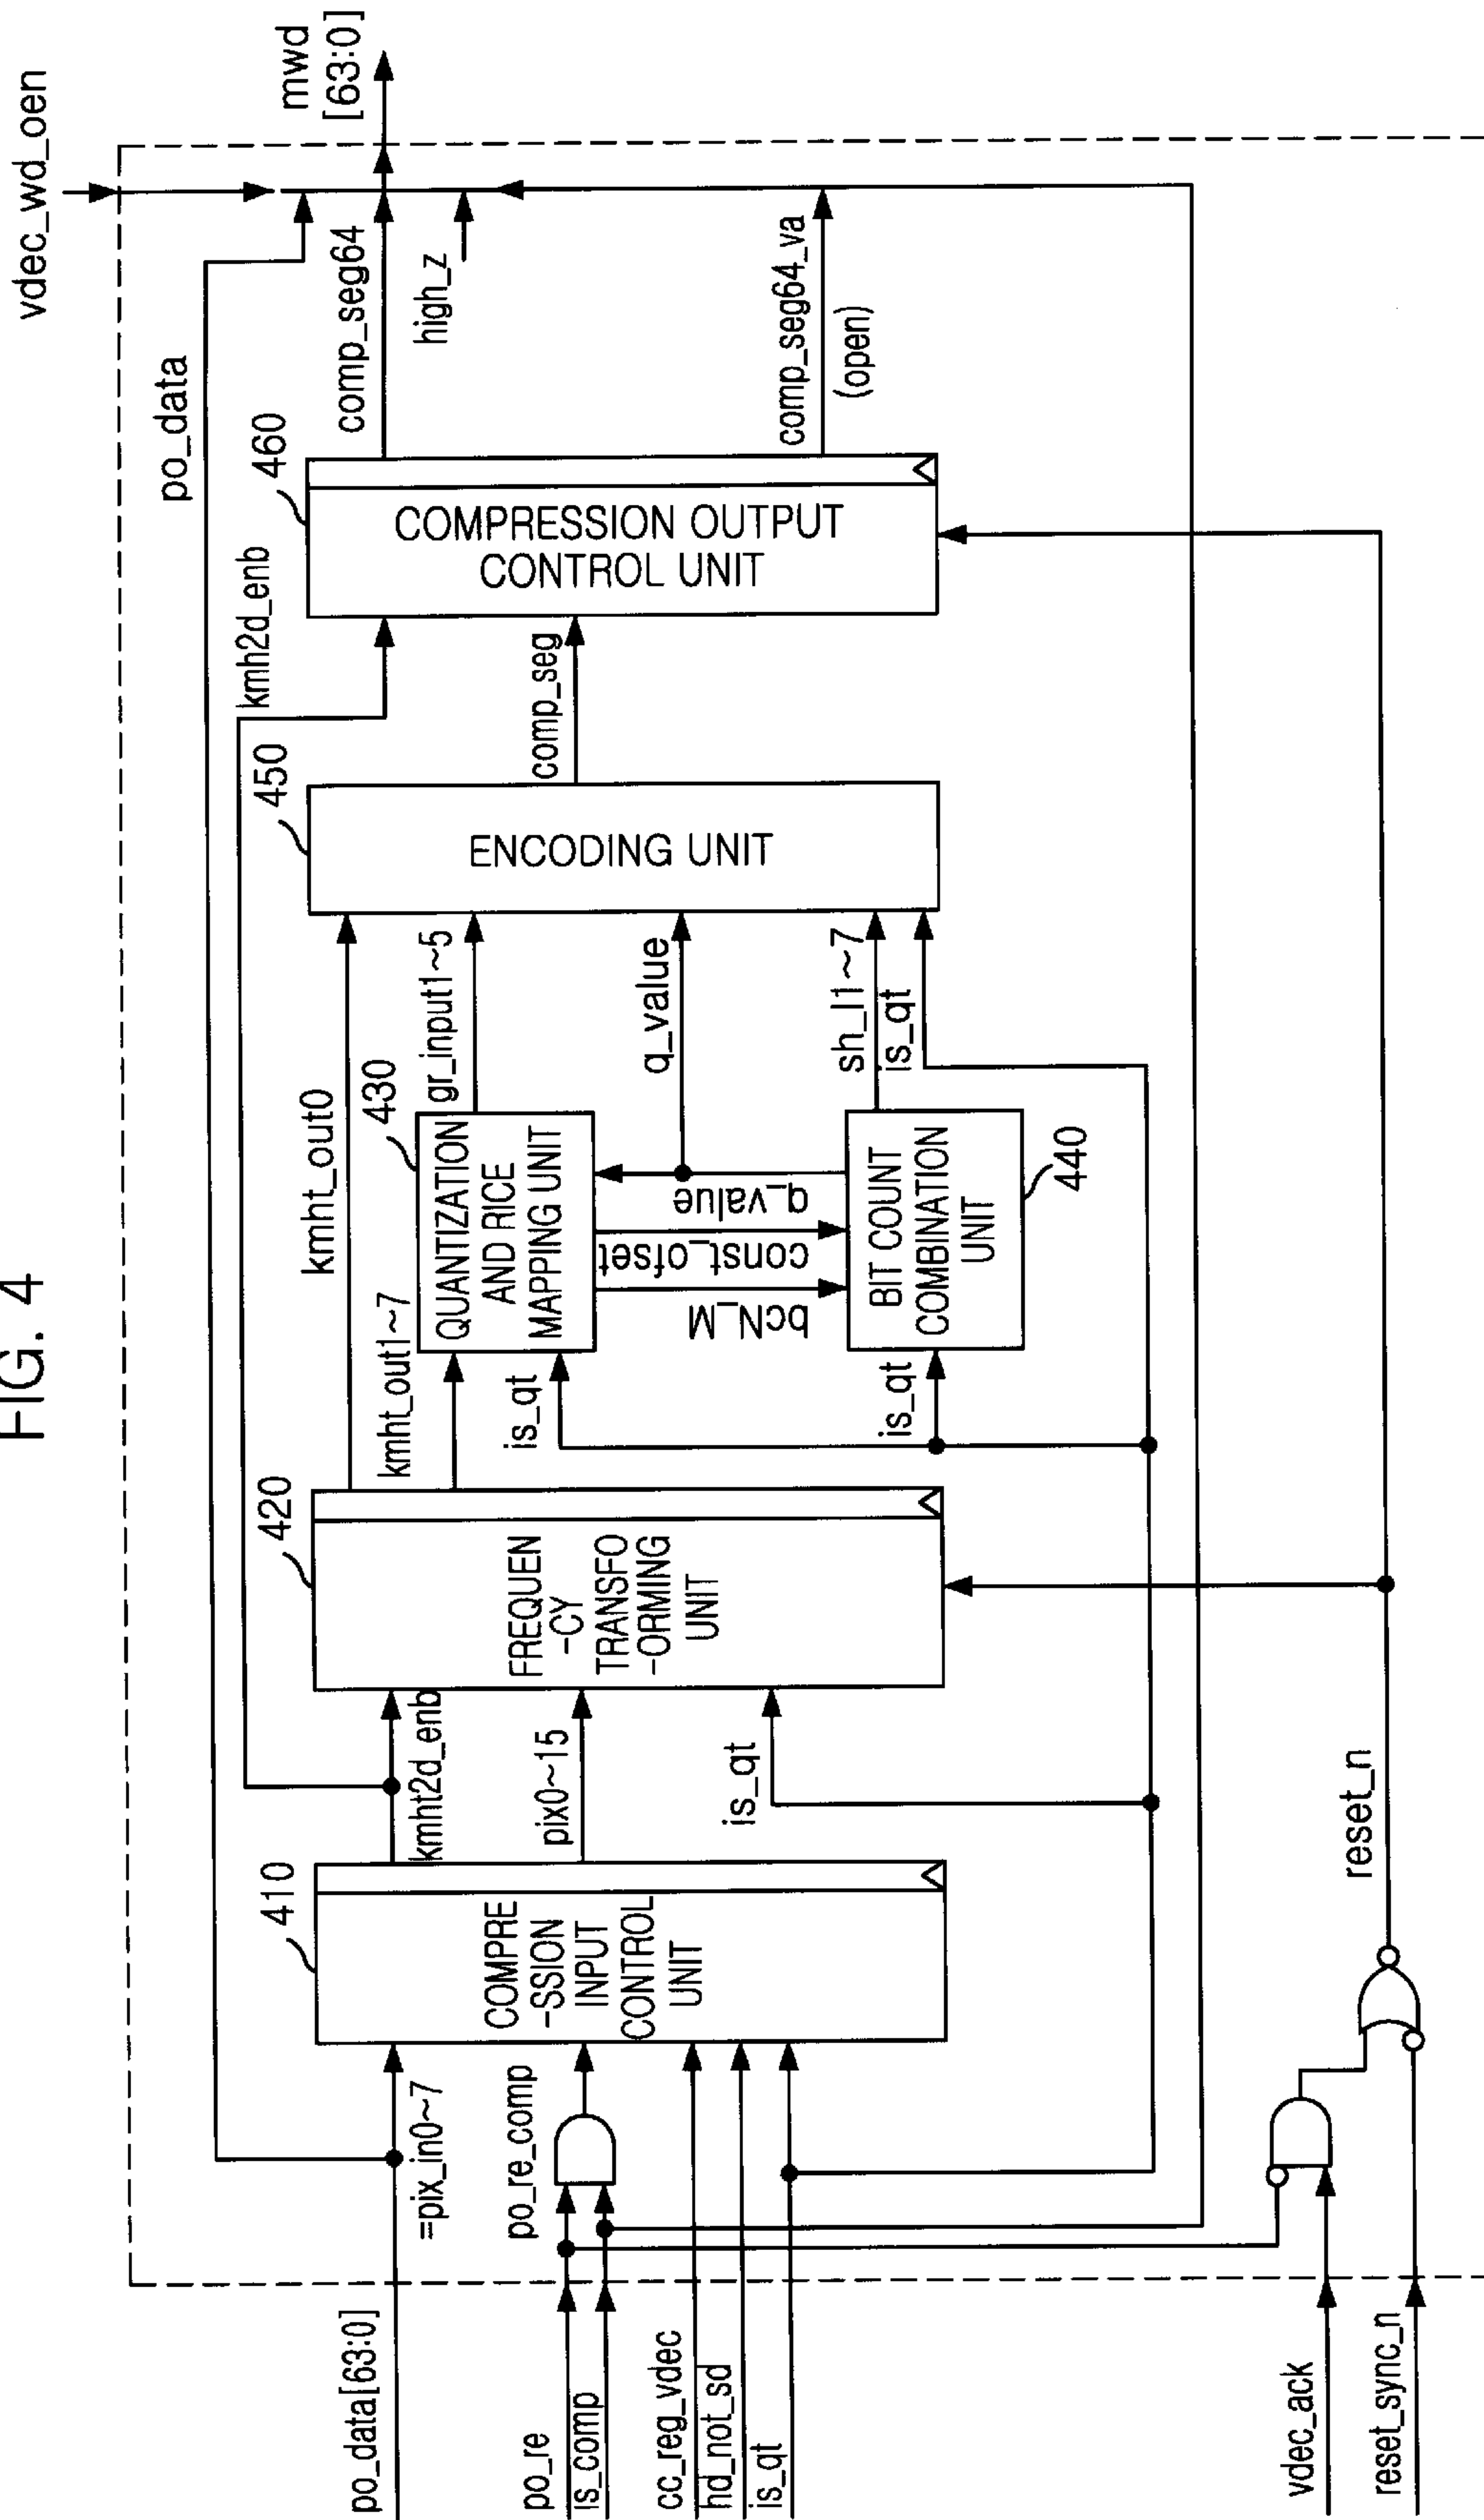 FIG. 4
vdec_wd_oen
mwd
[63:0]
po_data
comp_seg64
high_z
comp_seg64_va
(open)
460
COMPRESSION OUTPUT
CONTROL UNIT
kmh2d_enb
comp_seg
450
ENCODING UNIT
kmht_out0
gr_input1~5
q_value
sh_l1~7
is_qt
430
QUANTIZATION
AND RICE
MAPPING UNIT
q_value
const_ofset
bcN_M
BIT COUNT
COMBINATION
UNIT
440
kmht_out1~7
is_qt
is_qt
420
FREQUEN
-CY
TRANSFO
-ORMING
UNIT
kmht2d_enb
pix0~15
is_qt
410
COMPRE
-SSION
INPUT
CONTROL
UNIT
=pix_in0~7
po_re_comp
reset_n
po_data[63:0]
po_re
is_comp
cc_reg_vdec
hd_not_sd
is_qt
vdec_ack
reset_sync_n